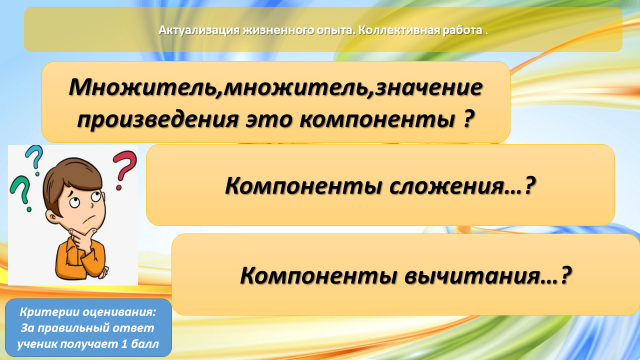 Актуализация жизненного опыта. Коллективная работа .
Множитель,множитель,значение
произведения это компоненты ?
Компоненты сложения...?
Компоненты вычитания...?
Критерии оценивания:
За правильный ответ
ученик получает 1 балл